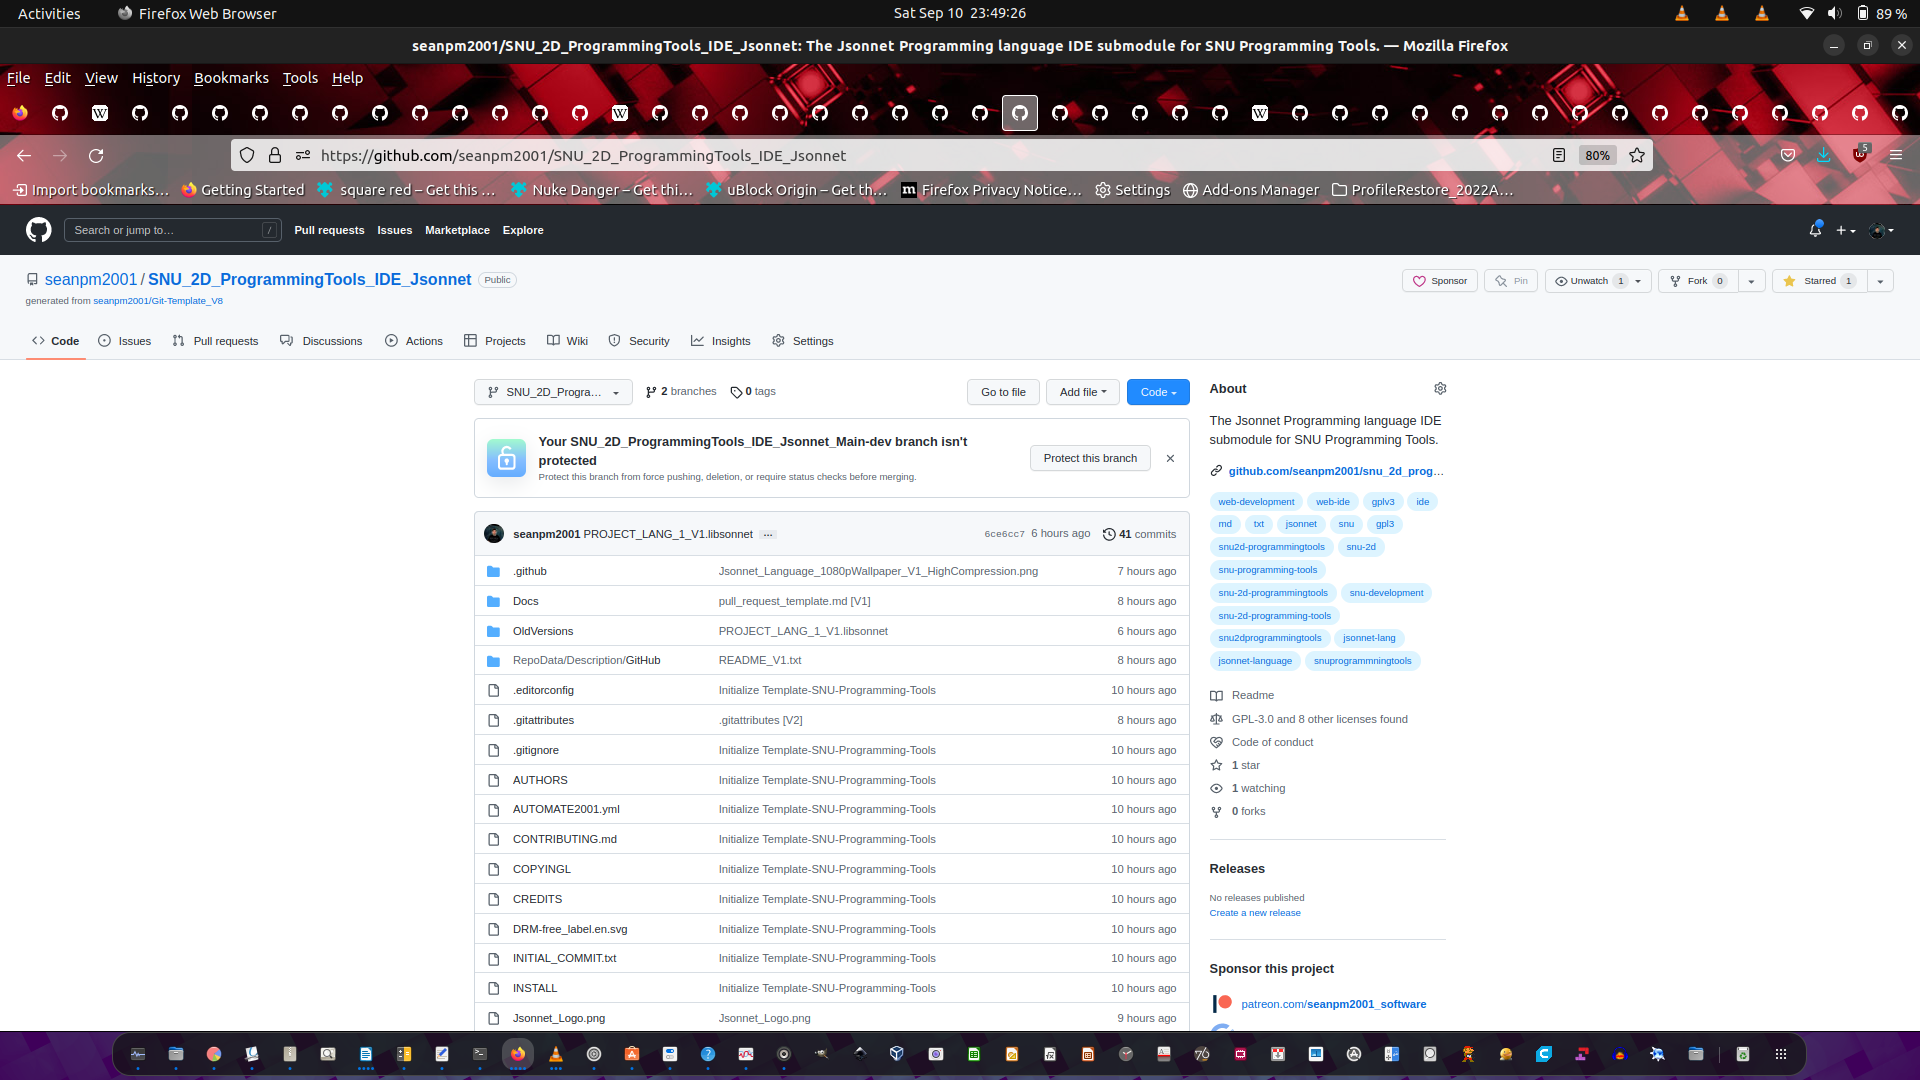 Activities Firefox Web Browser Sat Sep 10 23:49:26 89 %
seanpm2001/SNU_2D_ProgrammingTools_IDE_Jsonnet: The Jsonnet Programming language IDE submodule for SNU Programming Tools. — Mozilla Firefox
File Edit View History Bookmarks Tools Help
https://github.com/seanpm2001/SNU_2D_ProgrammingTools_IDE_Jsonnet 80% 5
Import bookmarks… Getting Started square red – Get this … Nuke Danger – Get thi… uBlock Origin – Get th… Firefox Privacy Notice… Settings Add-ons Manager ProfileRestore_2022A…
Search or jump to… / Pull requests Issues Marketplace Explore
seanpm2001 / SNU_2D_ProgrammingTools_IDE_Jsonnet Public Sponsor Pin Unwatch 1 Fork 0 Starred 1
generated from seanpm2001/Git-Template_V8
Code Issues Pull requests Discussions Actions Projects Wiki Security Insights Settings
SNU_2D_Progra… 2 branches 0 tags Go to file Add file Code
Your SNU_2D_ProgrammingTools_IDE_Jsonnet_Main-dev branch isn't protected
Protect this branch from force pushing, deletion, or require status checks before merging.
Protect this branch
seanpm2001 PROJECT_LANG_1_V1.libsonnet … 6ce6cc7 6 hours ago 41 commits
.github Jsonnet_Language_1080pWallpaper_V1_HighCompression.png 7 hours ago
Docs pull_request_template.md [V1] 8 hours ago
OldVersions PROJECT_LANG_1_V1.libsonnet 6 hours ago
RepoData/Description/GitHub README_V1.txt 8 hours ago
.editorconfig Initialize Template-SNU-Programming-Tools 10 hours ago
.gitattributes .gitattributes [V2] 8 hours ago
.gitignore Initialize Template-SNU-Programming-Tools 10 hours ago
AUTHORS Initialize Template-SNU-Programming-Tools 10 hours ago
AUTOMATE2001.yml Initialize Template-SNU-Programming-Tools 10 hours ago
CONTRIBUTING.md Initialize Template-SNU-Programming-Tools 10 hours ago
COPYINGL Initialize Template-SNU-Programming-Tools 10 hours ago
CREDITS Initialize Template-SNU-Programming-Tools 10 hours ago
DRM-free_label.en.svg Initialize Template-SNU-Programming-Tools 10 hours ago
INITIAL_COMMIT.txt Initialize Template-SNU-Programming-Tools 10 hours ago
INSTALL Initialize Template-SNU-Programming-Tools 10 hours ago
Jsonnet_Logo.png Jsonnet_Logo.png 9 hours ago
About
The Jsonnet Programming language IDE
submodule for SNU Programming Tools.
github.com/seanpm2001/snu_2d_prog…
web-development web-ide gplv3 ide
md txt jsonnet snu gpl3
snu2d-programmingtools snu-2d
snu-programming-tools
snu-2d-programmingtools snu-development
snu-2d-programming-tools
snu2dprogrammingtools jsonnet-lang
jsonnet-language snuprogrammningtools
Readme
GPL-3.0 and 8 other licenses found
Code of conduct
1 star
1 watching
0 forks
Releases
No releases published
Create a new release
Sponsor this project
patreon.com/seanpm2001_software